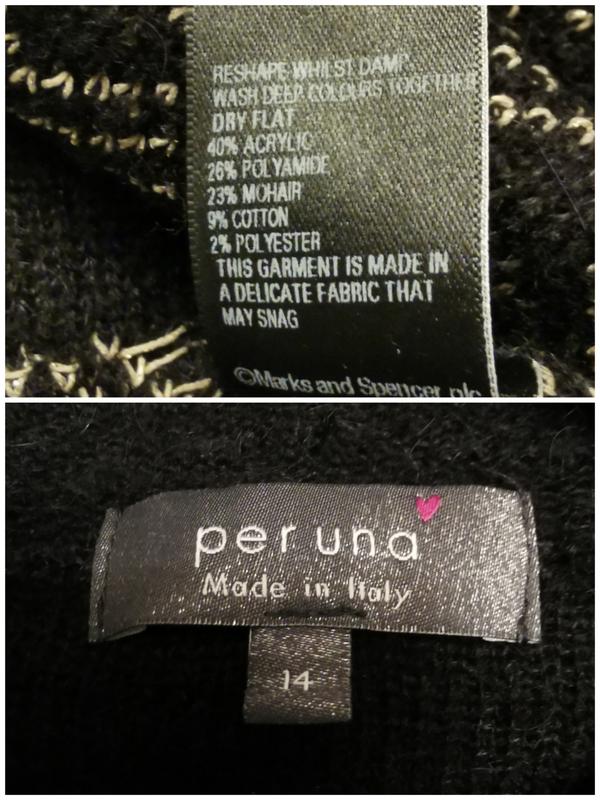 RESHAPE WHILST DAMP
WASH DEEP COLOURS TOGETHER
DRY FLAT
40% ACRYLIC
26% POLYAMIDE
23% MOHAIR
9% COTTON
2% POLYESTER
THIS GARMENT IS MADE IN
A DELICATE FABRIC THAT
MAY SNAG
©Marks and Spencer plc
per una
Made in Italy
14